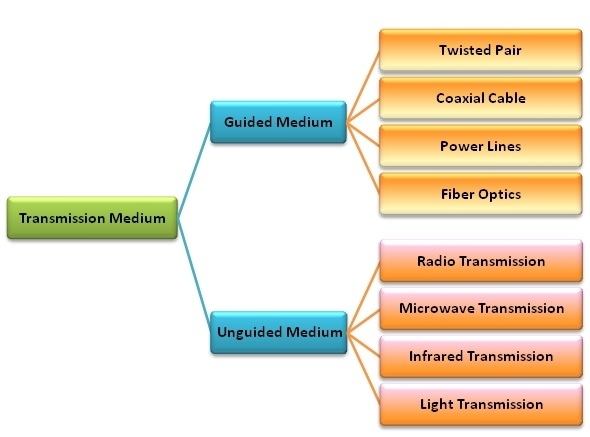 Transmission Medium
Guided Medium
Twisted Pair
Coaxial Cable
Power Lines
Fiber Optics
Unguided Medium
Radio Transmission
Microwave Transmission
Infrared Transmission
Light Transmission